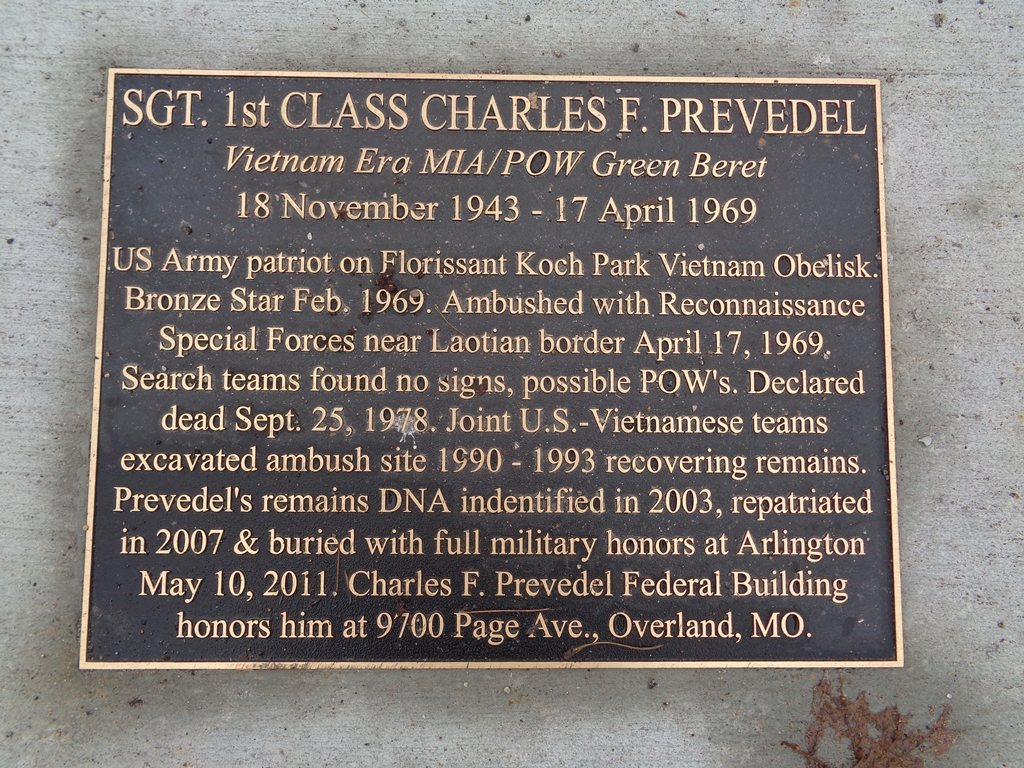 SGT. 1st CLASS CHARLES F. PREVEDEL
Vietnam Era MIA/POW Green Beret
18 November 1943 - 17 April 1969
US Army patriot on Florissant Koch Park Vietnam Obelisk.
Bronze Star Feb. 1969. Ambushed with Reconnaissance
Special Forces near Laotian border April 17, 1969.
Search teams found no signs, possible POW's. Declared
dead Sept. 25, 1978. Joint U.S.-Vietnamese teams
excavated ambush site 1990 - 1993 recovering remains.
Prevedel's remains DNA indentified in 2003, repatriated
in 2007 & buried with full military honors at Arlington
May 10, 2011. Charles F. Prevedel Federal Building
honors him at 9700 Page Ave., Overland, MO.